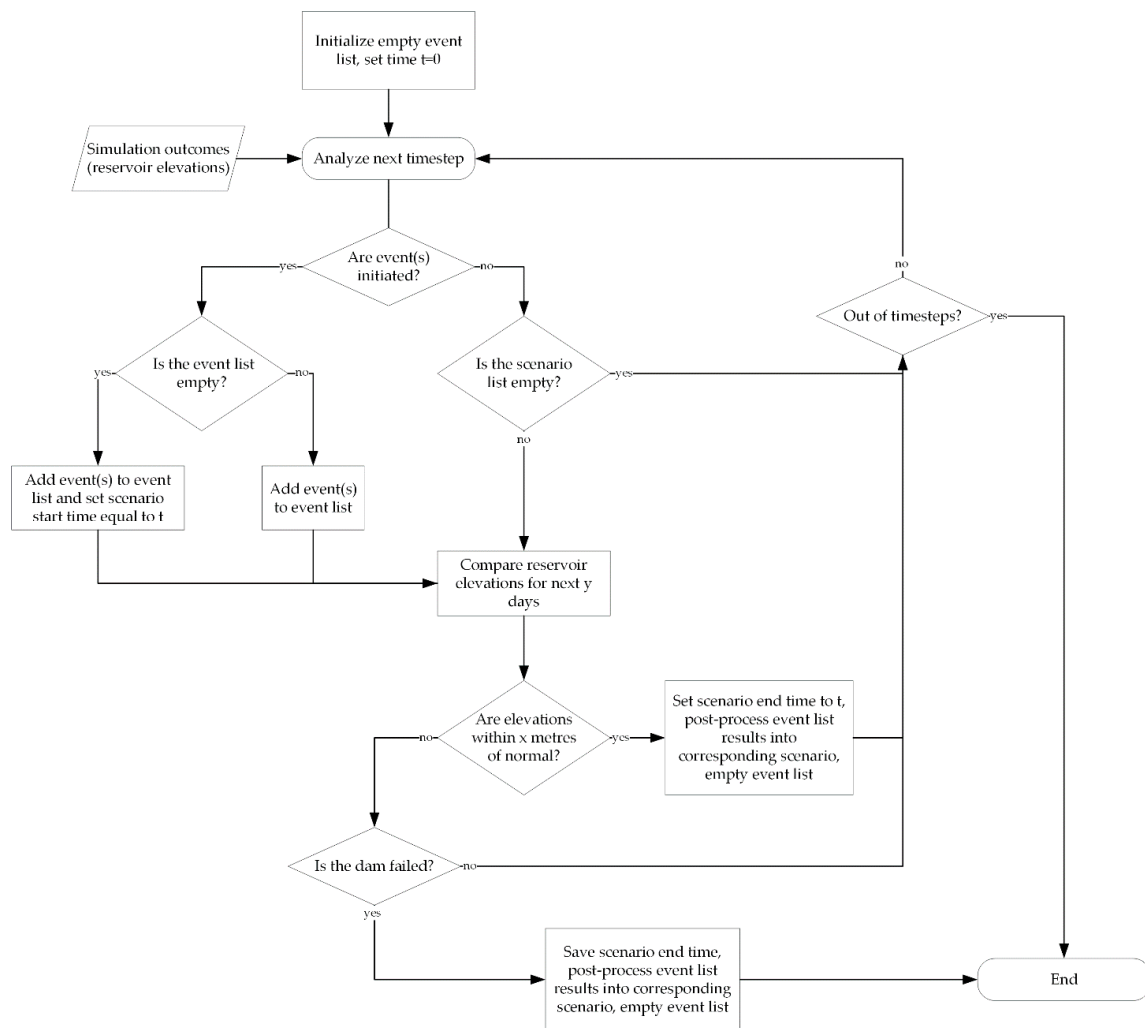 Initialize empty event
list, set time t=0
Simulation outcomes
(reservoir elevations)
Analyze next timestep
Are event(s)
initiated?
yes
no
no
Out of timesteps?
yes
Is the event list
empty?
yes
no
Is the scenario
list empty?
yes
no
Add event(s) to event
list and set scenario
start time equal to t
Add event(s)
to event list
Compare reservoir
elevations for next y
days
Are elevations
within x metres
of normal?
no
yes
Set scenario end time to t,
post-process event list
results into
corresponding scenario,
empty event list
Is the dam failed?
no
yes
Save scenario end time,
post-process event list
results into corresponding
scenario, empty event list
End